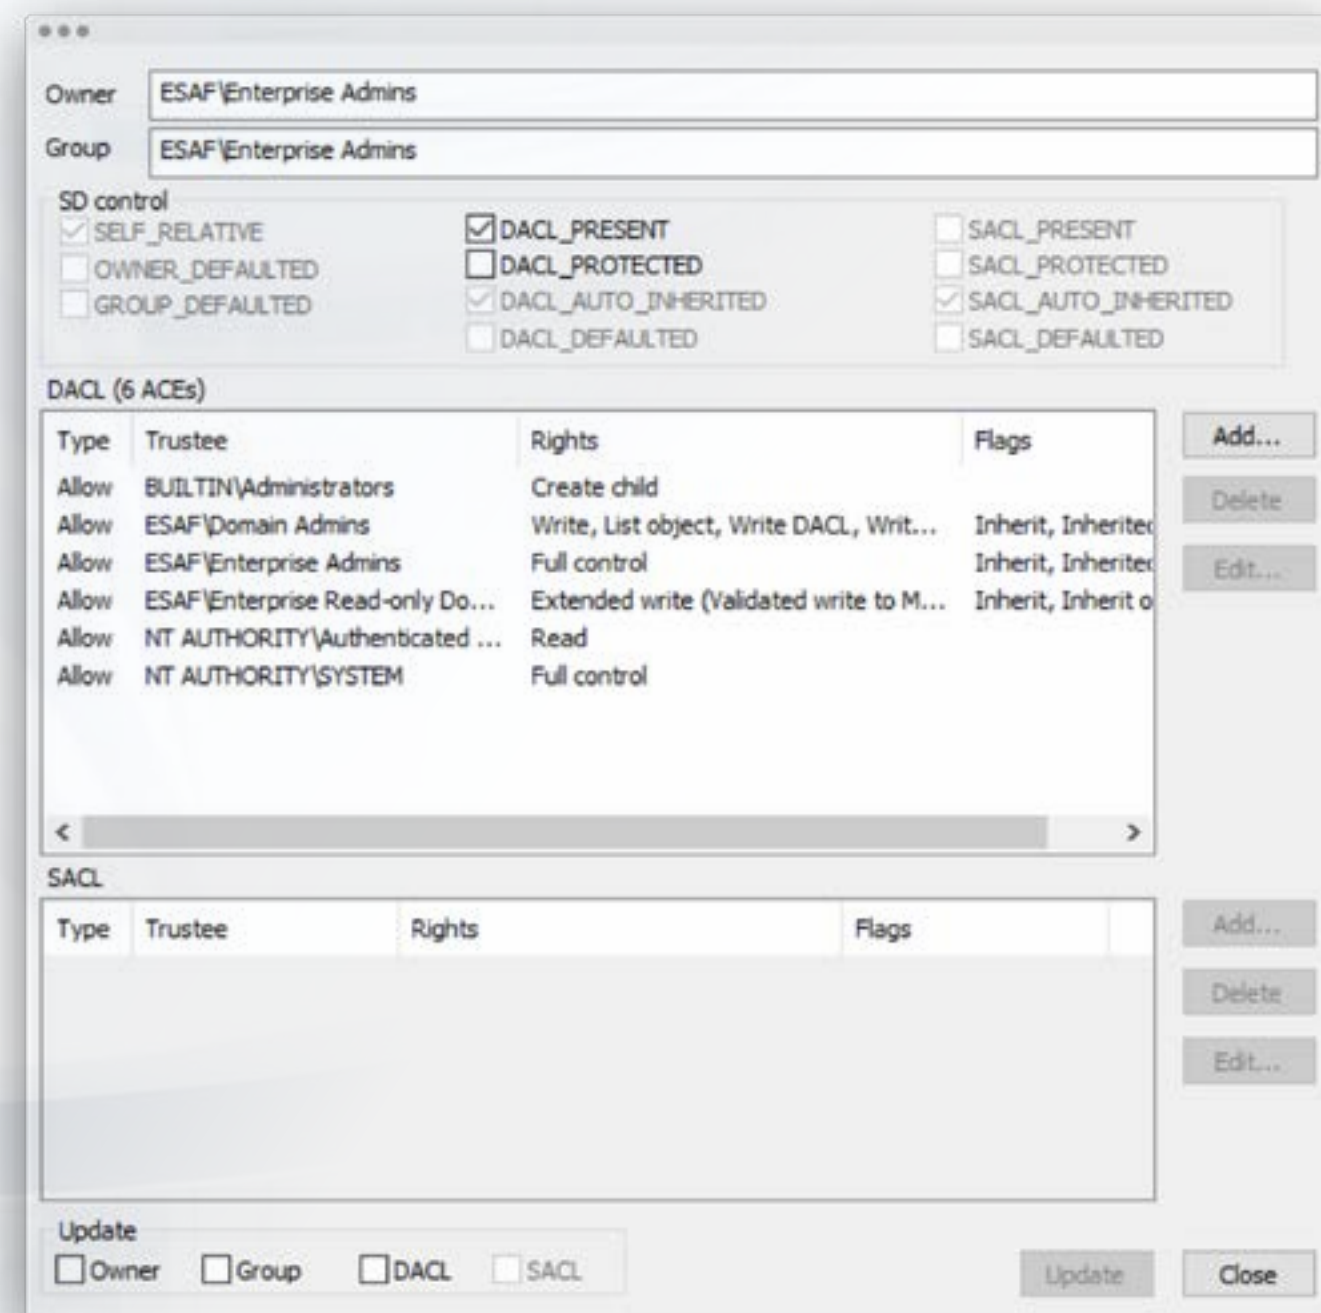 Owner ESAF\Enterprise Admins
Group ESAF\Enterprise Admins
SD control
SELF_RELATIVE DACL_PRESENT SACL_PRESENT
OWNER_DEFAULTED DACL_PROTECTED SACL_PROTECTED
GROUP_DEFAULTED DACL_AUTO_INHERITED SACL_AUTO_INHERITED
DACL_DEFAULTED SACL_DEFAULTED
DACL (6 ACEs)
Type Trustee Rights Flags Add...
Allow BUILTIN\Administrators Create child Delete
Allow ESAF\Domain Admins Write, List object, Write DACL, Writ... Inherit, Inherited
Allow ESAF\Enterprise Admins Full control Inherit, Inherited Edit...
Allow ESAF\Enterprise Read-only Do... Extended write (Validated write to M... Inherit, Inherit o
Allow NT AUTHORITY\Authenticated ... Read
Allow NT AUTHORITY\SYSTEM Full control
SACL
Type Trustee Rights Flags Add...
Delete
Edit...
Update
Owner Group DACL SACL Update Close